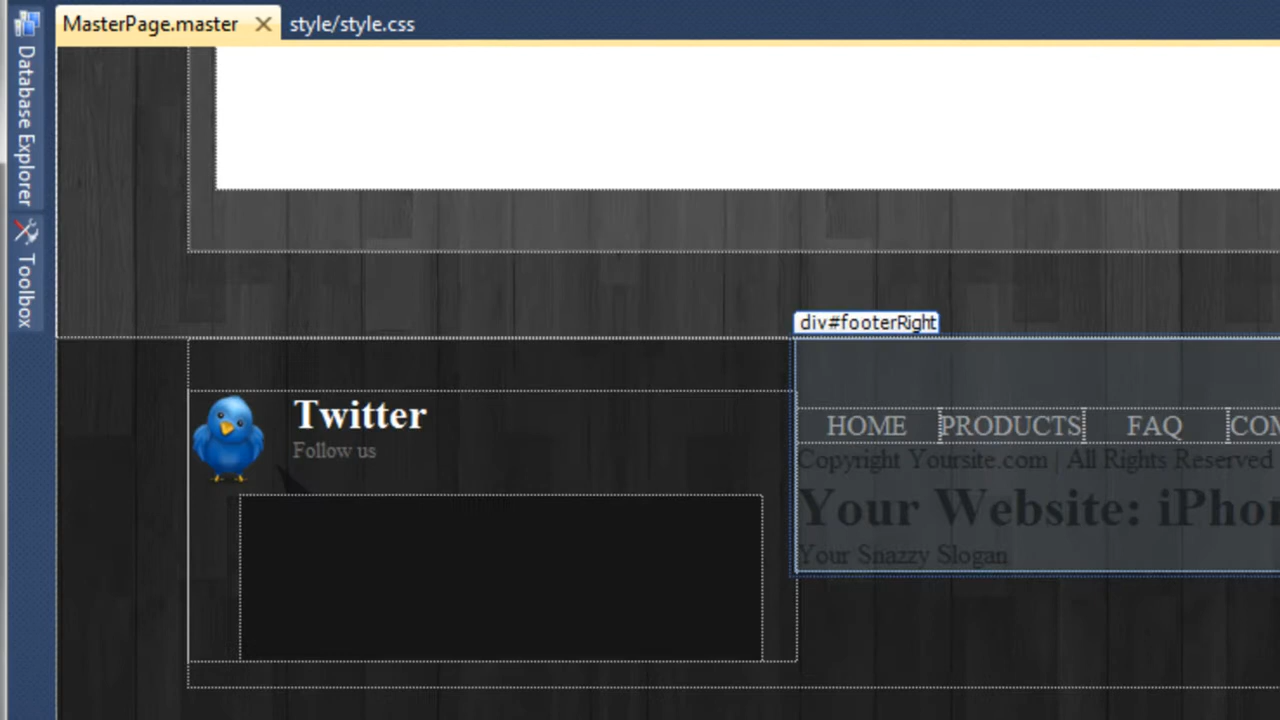 MasterPage.master
style/style.css
Database Explorer
Toolbox
div#footerRight
Twitter
Follow us
HOME PRODUCTS FAQ
Copyright Yoursite.com | All Rights Reserved
Your Website:
Your Snazzy Slogan